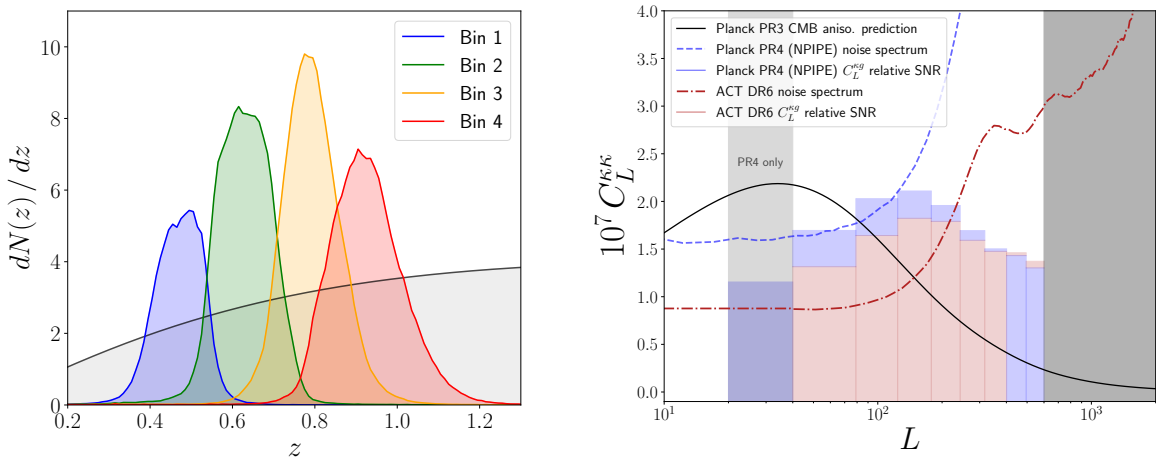 Bin 1
Bin 2
Bin 3
Bin 4
dN(z) / dz
10
8
6
4
2
0
0.2
0.4
0.6
0.8
1.0
1.2
z
Planck PR3 CMB aniso. prediction
Planck PR4 (NPIPE) noise spectrum
Planck PR4 (NPIPE) C_L^{κg} relative SNR
ACT DR6 noise spectrum
ACT DR6 C_L^{κg} relative SNR
PR4 only
10^7 C_L^{κκ}
4.0
3.5
3.0
2.5
2.0
1.5
1.0
0.5
0.0
10^1
10^2
10^3
L